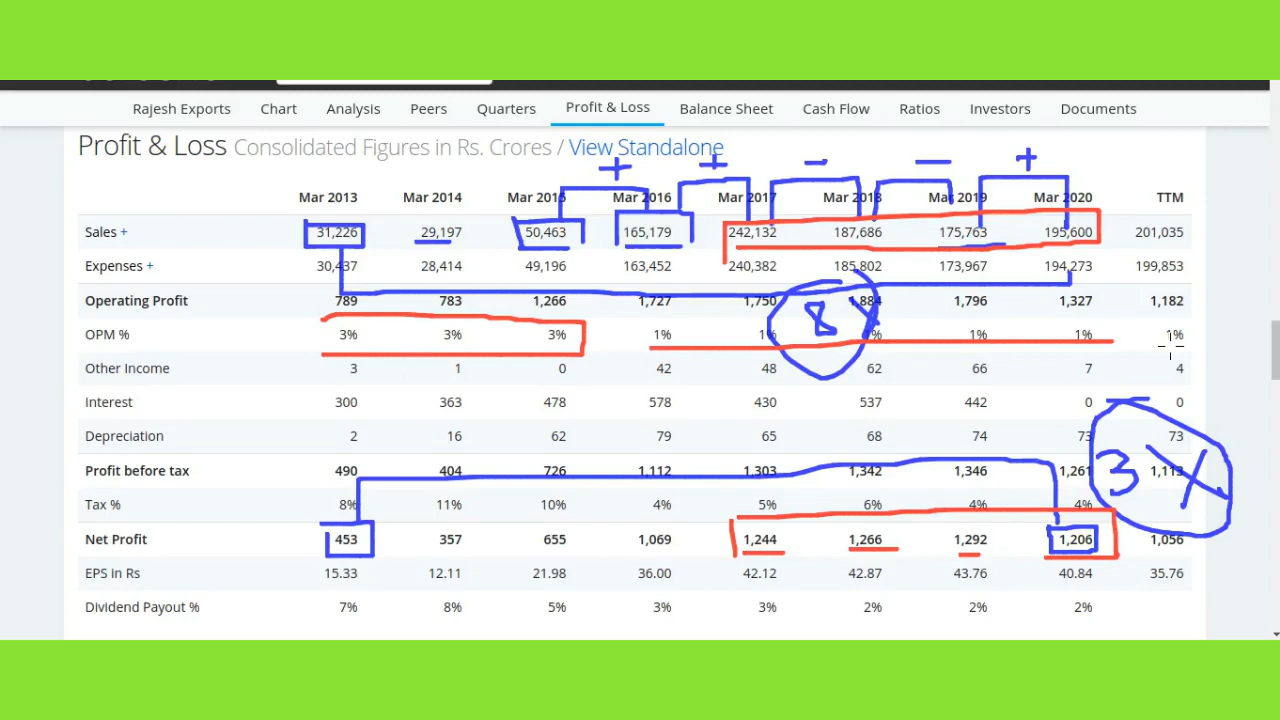 Rajesh Exports Chart Analysis Peers Quarters Profit & Loss Balance Sheet Cash Flow Ratios Investors Documents
Profit & Loss Consolidated Figures in Rs. Crores / View Standalone
+ + - - +
Mar 2013 Mar 2014 Mar 2015 Mar 2016 Mar 2017 Mar 2018 Mar 2019 Mar 2020 TTM
Sales + 31,226 29,197 50,463 165,179 242,132 187,686 175,763 195,600 201,035
Expenses + 30,437 28,414 49,196 163,452 240,382 185,802 173,967 194,273 199,853
Operating Profit 789 783 1,266 1,727 1,750 1,884 1,796 1,327 1,182
8x
OPM % 3% 3% 3% 1% 1% 1% 1% 1% 1%
Other Income 3 1 0 42 48 62 66 7 4
Interest 300 363 478 578 430 537 442 0 0
Depreciation 2 16 62 79 65 68 74 73 73
Profit before tax 490 404 726 1,112 1,303 1,342 1,346 1,261 1,113
3X
Tax % 8% 11% 10% 4% 5% 6% 4% 4%
Net Profit 453 357 655 1,069 1,244 1,266 1,292 1,206 1,056
EPS in Rs 15.33 12.11 21.98 36.00 42.12 42.87 43.76 40.84 35.76
Dividend Payout % 7% 8% 5% 3% 3% 2% 2% 2%